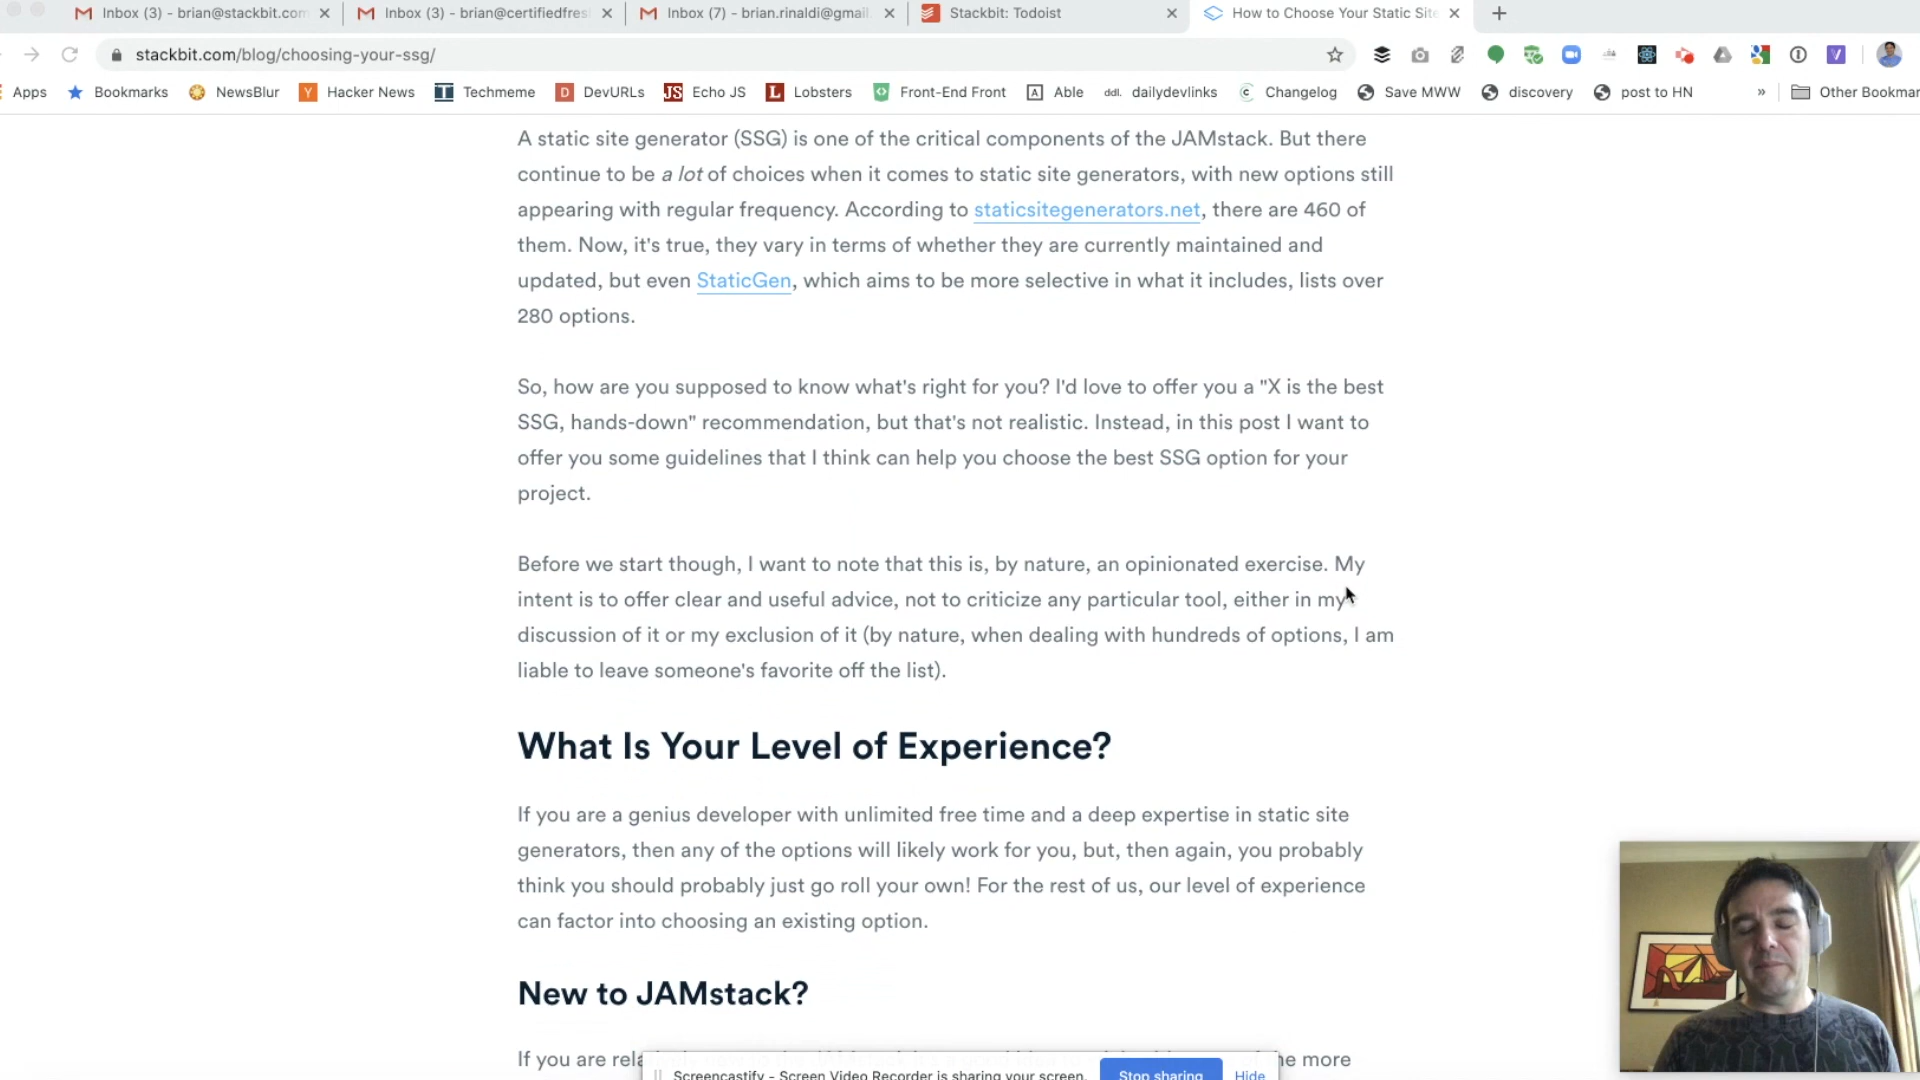 Inbox (3) - brian@stackbit.com
Inbox (3) - brian@certifiedfres
Inbox (7) - brian.rinaldi@gmail.
Stackbit: Todoist
How to Choose Your Static Site
stackbit.com/blog/choosing-your-ssg/
Apps
Bookmarks
NewsBlur
Hacker News
Techmeme
DevURLs
Echo JS
Lobsters
Front-End Front
Able
ddl. dailydevlinks
Changelog
Save MWW
discovery
post to HN
»
Other Bookmar
A static site generator (SSG) is one of the critical components of the JAMstack. But there
continue to be a lot of choices when it comes to static site generators, with new options still
appearing with regular frequency. According to staticsitegenerators.net, there are 460 of
them. Now, it's true, they vary in terms of whether they are currently maintained and
updated, but even StaticGen, which aims to be more selective in what it includes, lists over
280 options.
So, how are you supposed to know what's right for you? I'd love to offer you a "X is the best
SSG, hands-down" recommendation, but that's not realistic. Instead, in this post I want to
offer you some guidelines that I think can help you choose the best SSG option for your
project.
Before we start though, I want to note that this is, by nature, an opinionated exercise. My
intent is to offer clear and useful advice, not to criticize any particular tool, either in my
discussion of it or my exclusion of it (by nature, when dealing with hundreds of options, I am
liable to leave someone's favorite off the list).
What Is Your Level of Experience?
If you are a genius developer with unlimited free time and a deep expertise in static site
generators, then any of the options will likely work for you, but, then again, you probably
think you should probably just go roll your own! For the rest of us, our level of experience
can factor into choosing an existing option.
New to JAMstack?
If you are rela
he more
Screencastify - Screen Video Recorder is sharing your screen.
Stop sharing
Hide